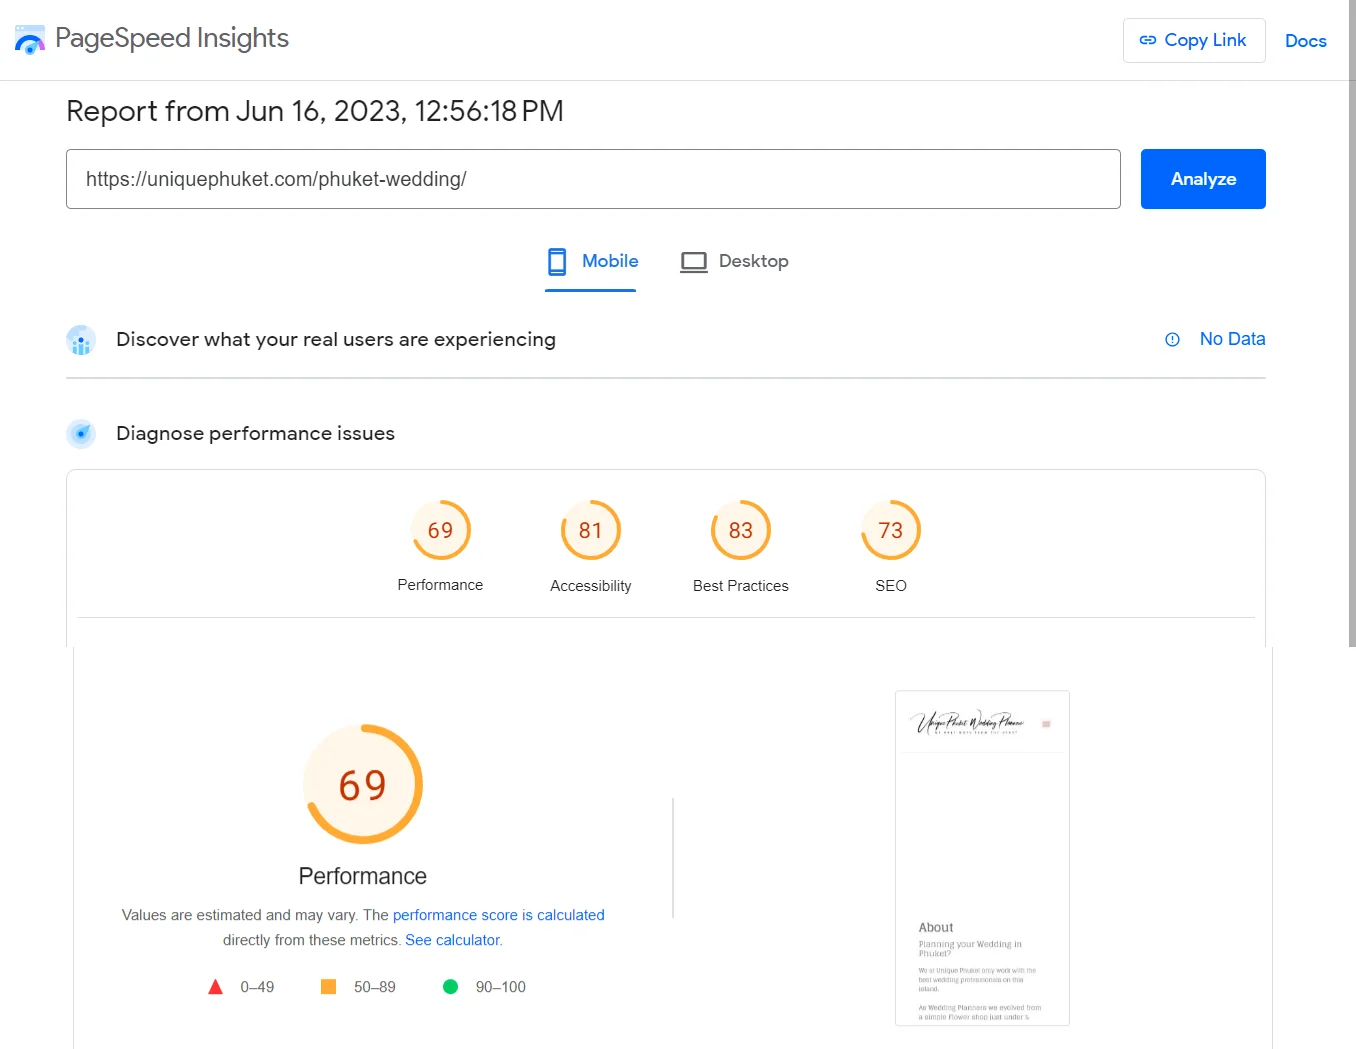 PageSpeed Insights
Copy Link
Docs
Report from Jun 16, 2023, 12:56:18 PM
https://uniquephuket.com/phuket-wedding/
Analyze
Mobile
Desktop
Discover what your real users are experiencing
No Data
Diagnose performance issues
69
81
83
73
Performance
Accessibility
Best Practices
SEO
69
Performance
Values are estimated and may vary. The performance score is calculated
directly from these metrics. See calculator.
0–49
50–89
90–100
Unique Phuket Wedding Planner
About
Planning your Wedding in
Phuket?
We at Unique Phuket only work with the
best wedding professionals on this
island.
As Wedding Planners we evolved from
a simple Flower shop just under 5